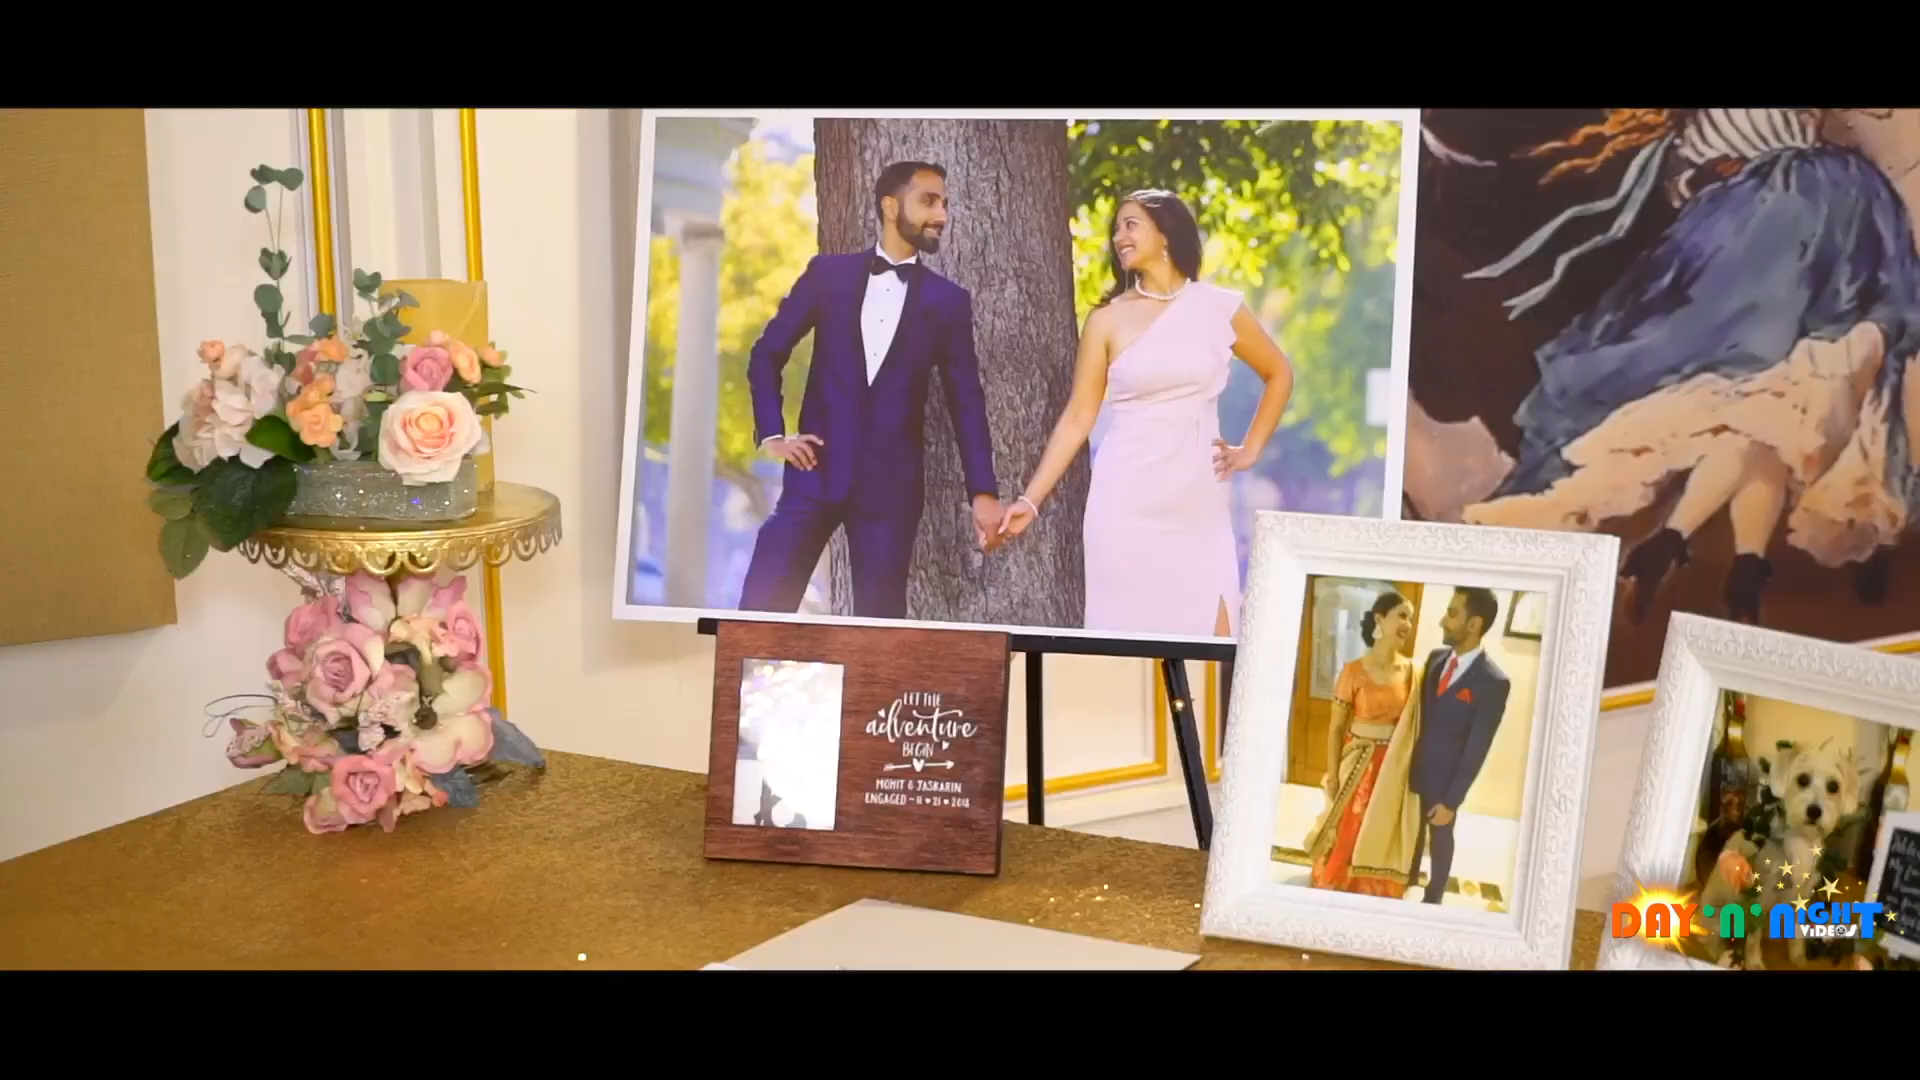 LET THE
adventure
BEGIN
MOHIT & JASKARIN
ENGAGED - 11 ♥ 21 ♥ 2018
DAY 'N' NIGHT
ViDEOS